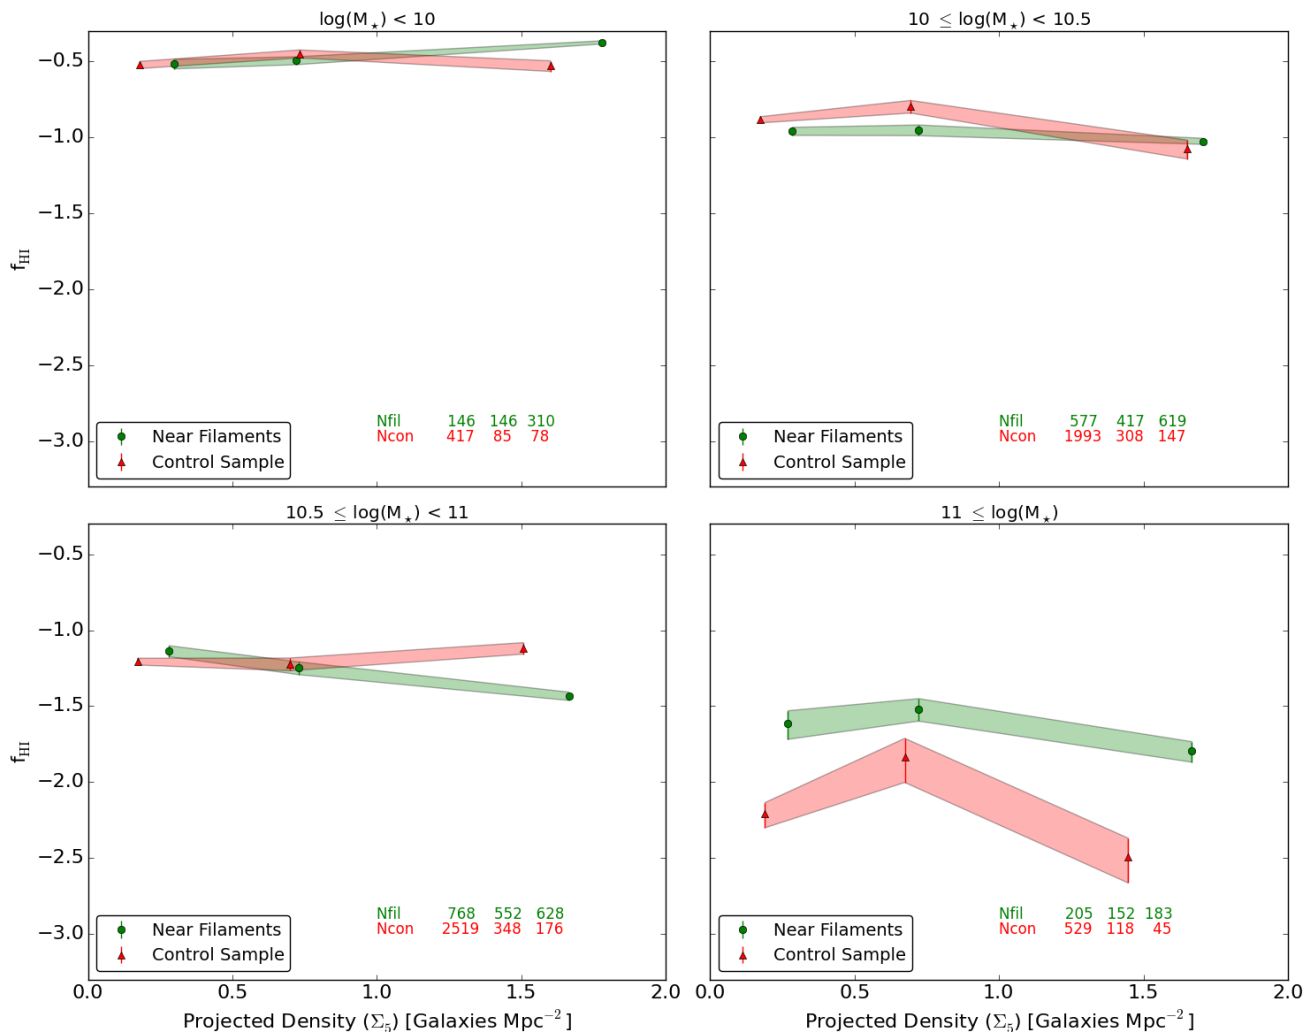 log(M⋆) < 10
10 ≤ log(M⋆) < 10.5
−0.5
−1.0
−1.5
−2.0
−2.5
−3.0
f_HI
Nfil 146 146 310
Ncon 417 85 78
Near Filaments
Control Sample
Nfil 577 417 619
Ncon 1993 308 147
Near Filaments
Control Sample
10.5 ≤ log(M⋆) < 11
11 ≤ log(M⋆)
−0.5
−1.0
−1.5
−2.0
−2.5
−3.0
f_HI
Nfil 768 552 628
Ncon 2519 348 176
Near Filaments
Control Sample
Nfil 205 152 183
Ncon 529 118 45
Near Filaments
Control Sample
0.0 0.5 1.0 1.5 2.0
0.0 0.5 1.0 1.5 2.0
Projected Density (Σ₅) [Galaxies Mpc⁻²]
Projected Density (Σ₅) [Galaxies Mpc⁻²]